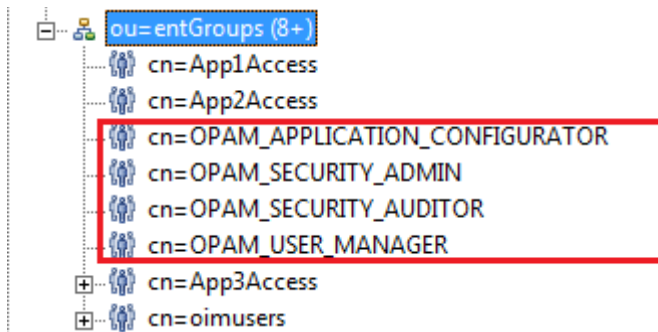 ou=entGroups (8+)
cn=App1Access
cn=App2Access
cn=OPAM_APPLICATION_CONFIGURATOR
cn=OPAM_SECURITY_ADMIN
cn=OPAM_SECURITY_AUDITOR
cn=OPAM_USER_MANAGER
cn=App3Access
cn=oimusers